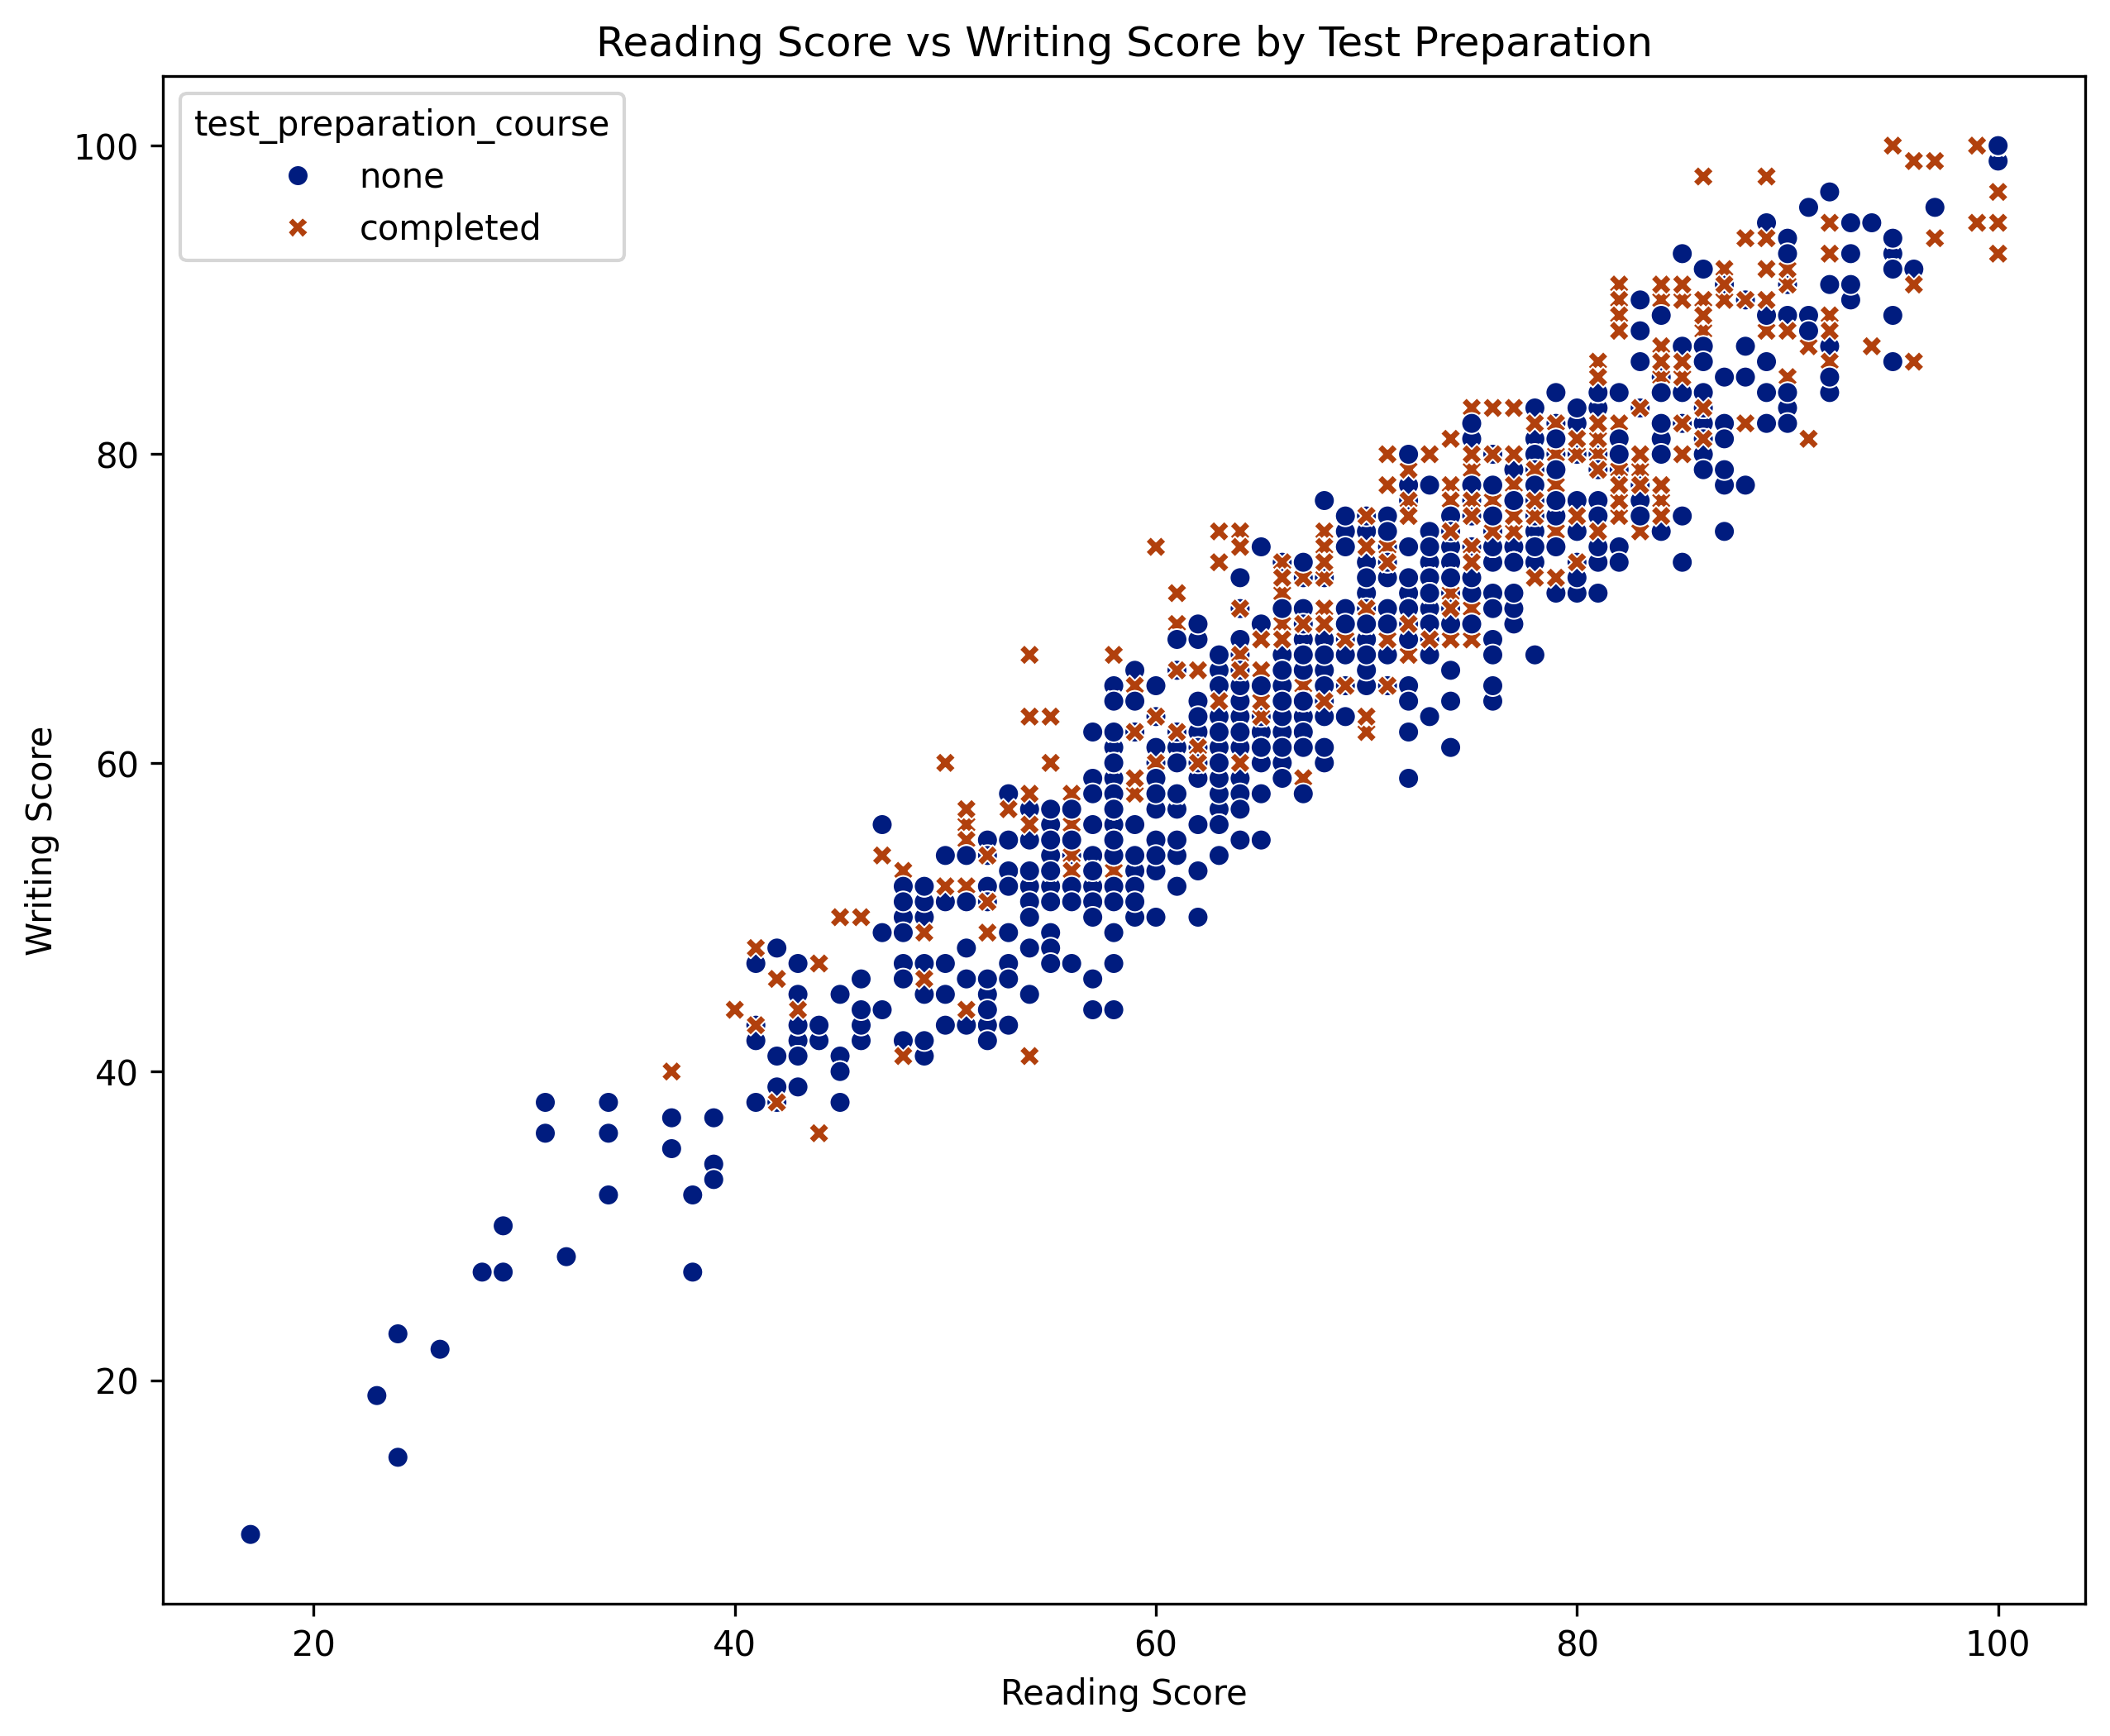 Reading Score vs Writing Score by Test Preparation
test_preparation_course
none
completed
100
80
60
40
20
Writing Score
20 40 60 80 100
Reading Score